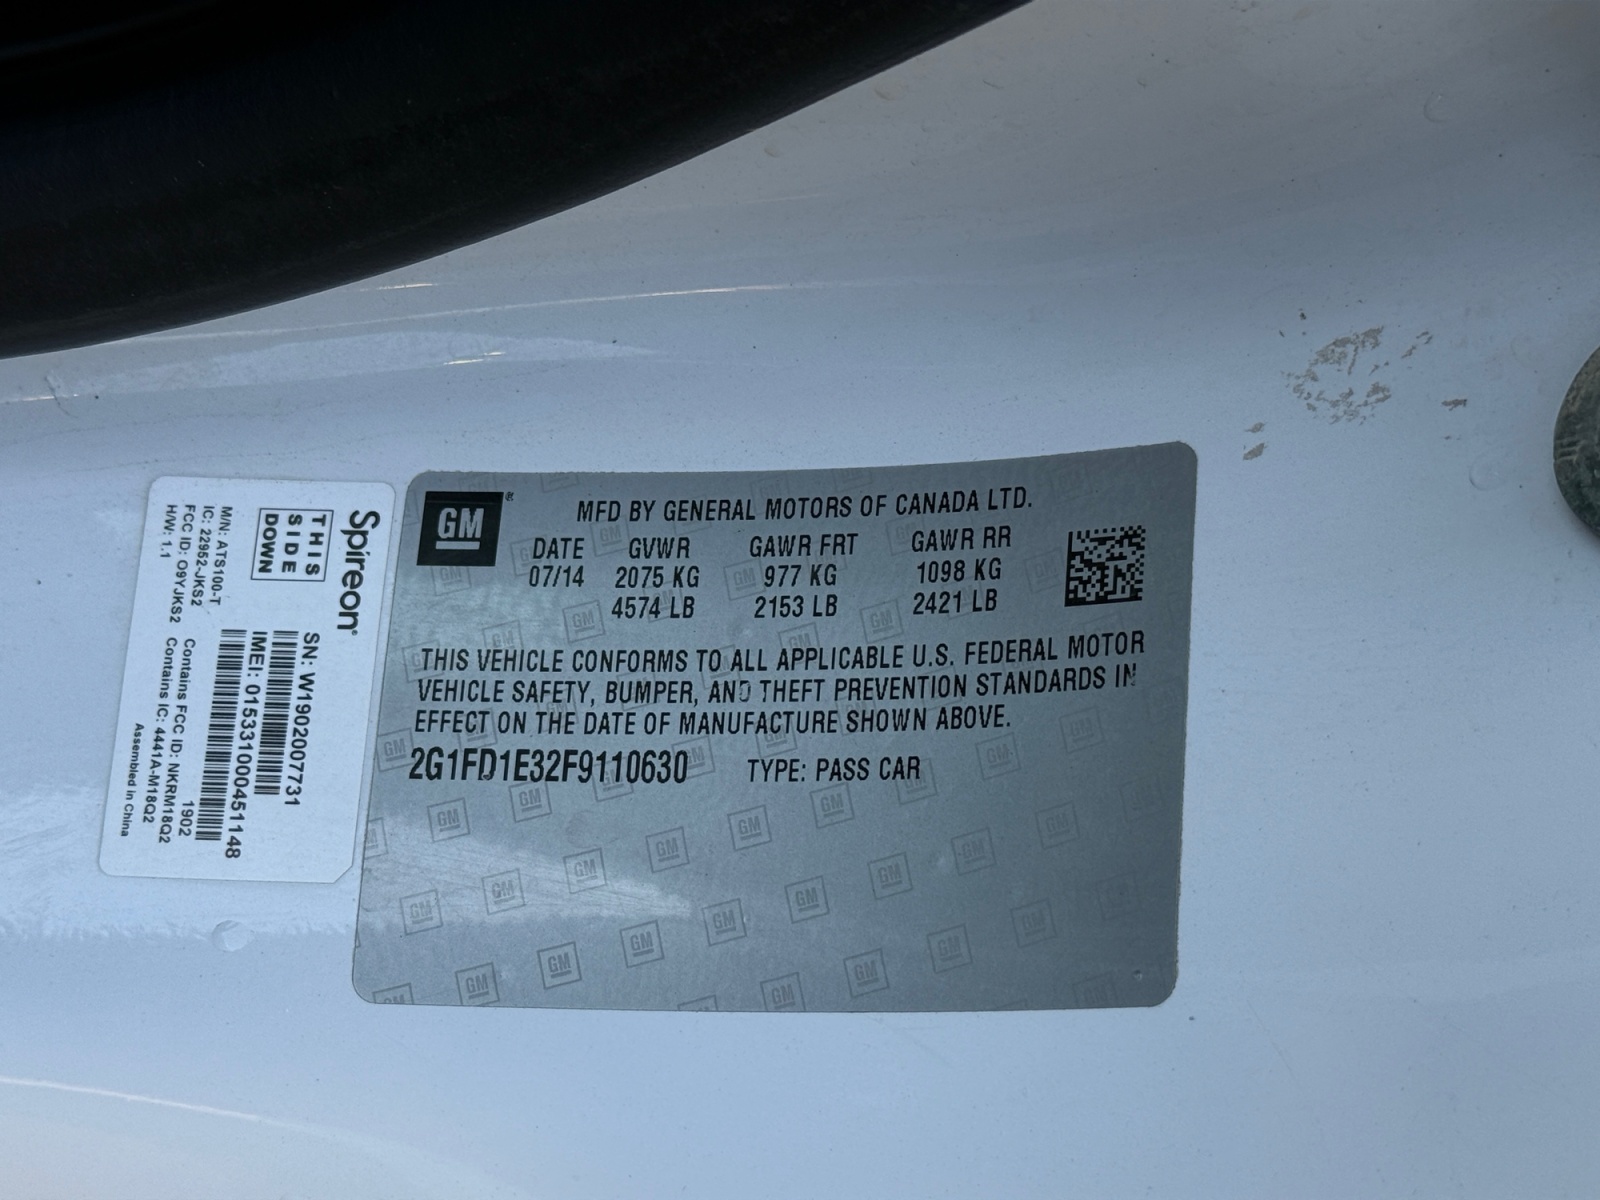 Spireon®
THIS
SIDE
DOWN
SN: W1902007731
IMEI: 015331000451148
M/N: ATS100-T
IC: 22952-JKS2
FCC ID: O9YJKS2
H/W: 1.1
1902
Contains FCC ID: NKRM18Q2
Contains IC: 4441A-M18Q2
Assembled in China
GM®
MFD BY GENERAL MOTORS OF CANADA LTD.
DATE GVWR GAWR FRT GAWR RR
07/14 2075 KG 977 KG 1098 KG
4574 LB 2153 LB 2421 LB
THIS VEHICLE CONFORMS TO ALL APPLICABLE U.S. FEDERAL MOTOR
VEHICLE SAFETY, BUMPER, AND THEFT PREVENTION STANDARDS IN
EFFECT ON THE DATE OF MANUFACTURE SHOWN ABOVE.
2G1FD1E32F9110630 TYPE: PASS CAR